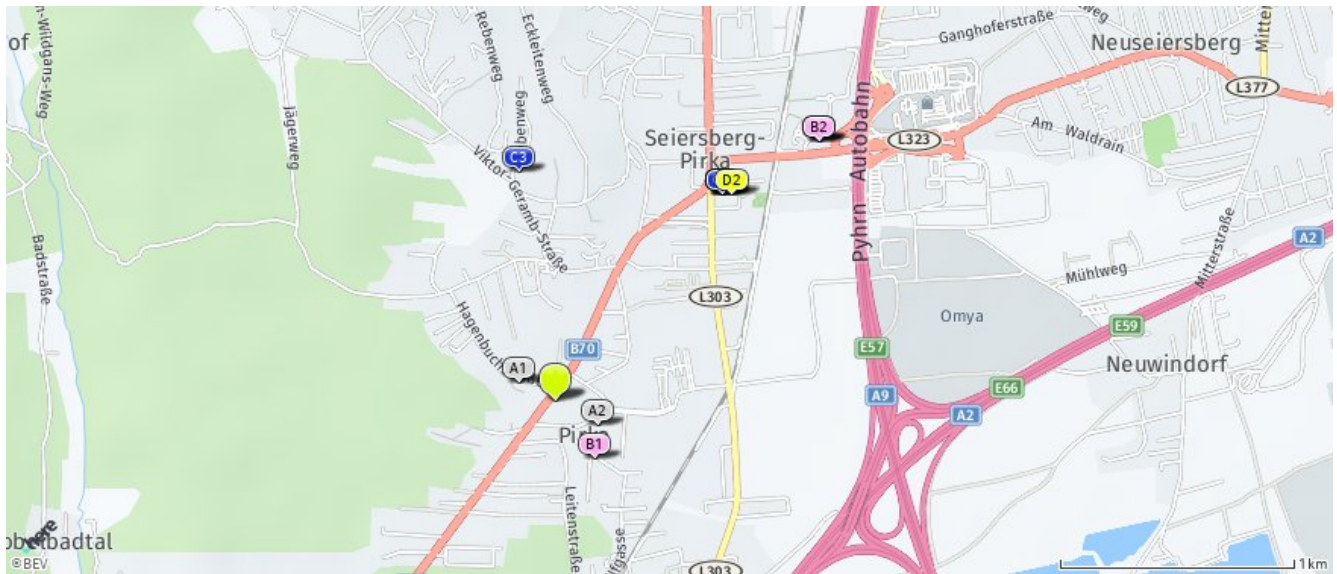 Ganghoferstraße
Neuseiersberg
L377
Rebenweg
Eckleitenweg
Jägerweg
C3
Viktor-Geramb-Straße
Seiersberg-
Pirka
B2
L323
Am Waldrain
D2
Pyhrn Autobahn
Badstraße
Mitterstraße
A2
Mühlweg
L303
Omya
E59
E57
Neuwindorf
E66
A9
A2
B70
A1
A2
B1
Leitenstraße
L303
here
©BEV
1km